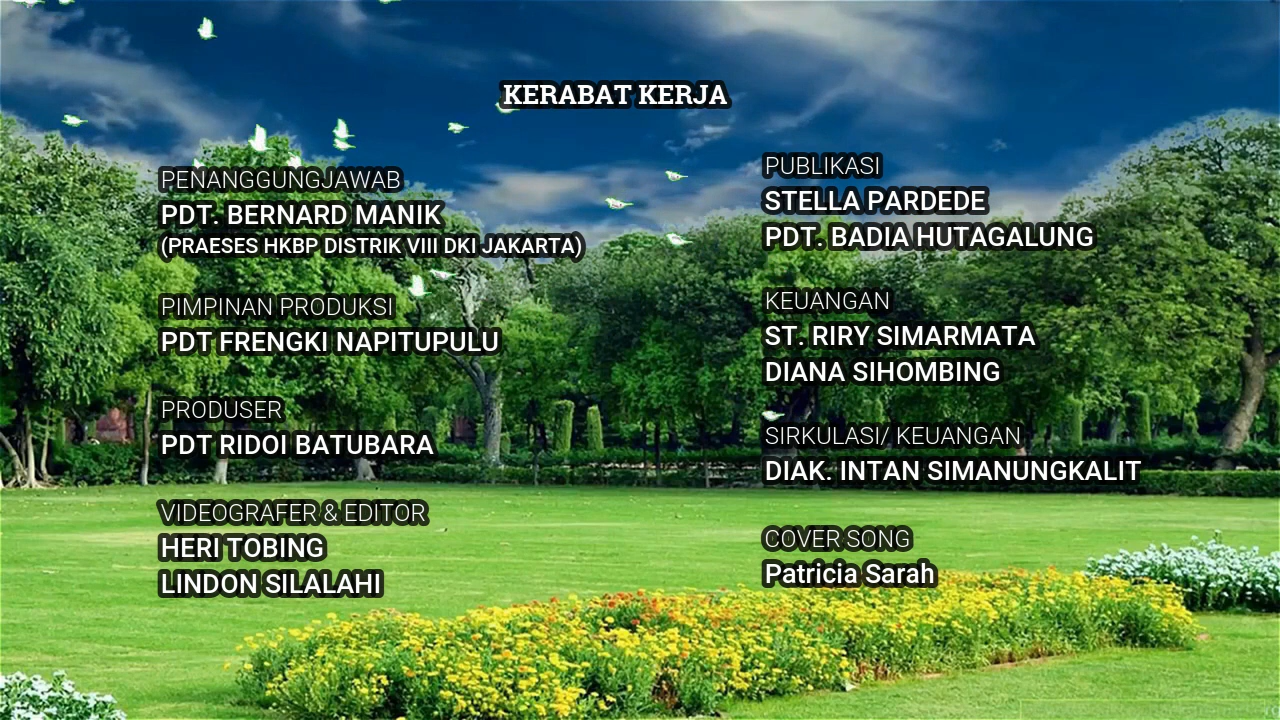 KERABAT KERJA
PENANGGUNGJAWAB
PDT. BERNARD MANIK
(PRAESES HKBP DISTRIK VIII DKI JAKARTA)
PIMPINAN PRODUKSI
PDT FRENGKI NAPITUPULU
PRODUSER
PDT RIDOI BATUBARA
VIDEOGRAFER & EDITOR
HERI TOBING
LINDON SILALAHI
PUBLIKASI
STELLA PARDEDE
PDT. BADIA HUTAGALUNG
KEUANGAN
ST. RIRY SIMARMATA
DIANA SIHOMBING
SIRKULASI/ KEUANGAN
DIAK. INTAN SIMANUNGKALIT
COVER SONG
Patricia Sarah